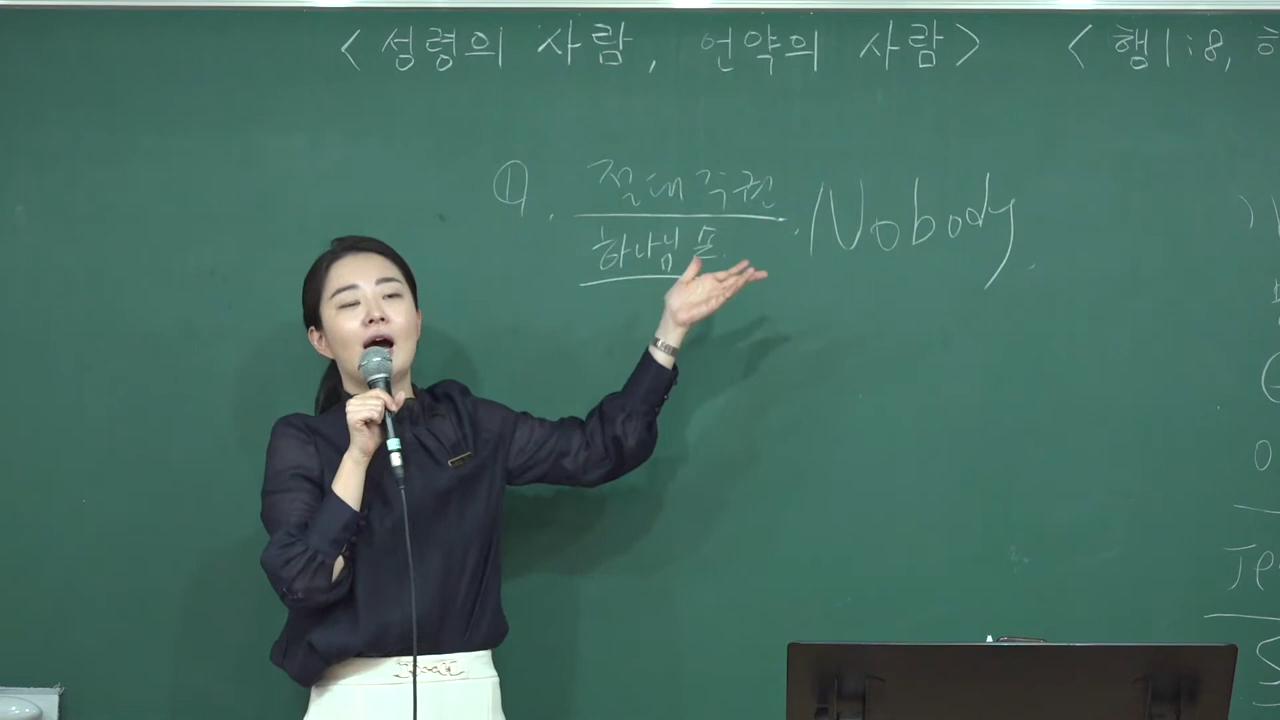 <성령의 사람, 언약의 사람> <행1:8,
①. 절대주권 . Nobody.
하나님 손